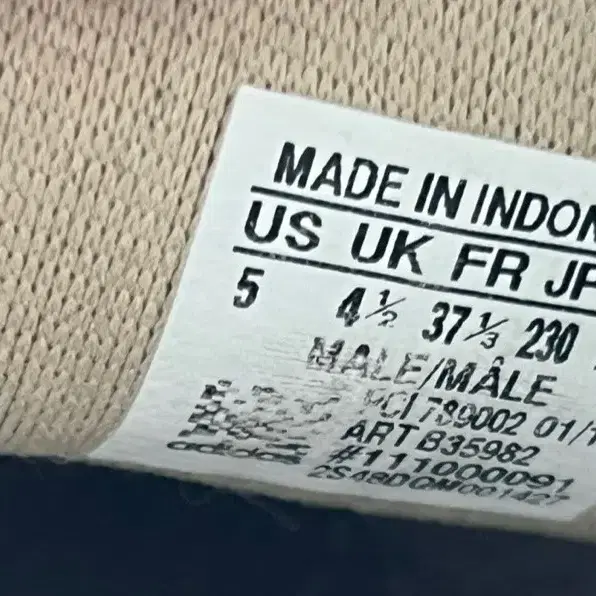 MADE IN INDON
US UK FR JP
5 4½ 37⅓ 230
MALE/MÂLE
PCI 789002 01/1
ART B35982
#111000091
adidas